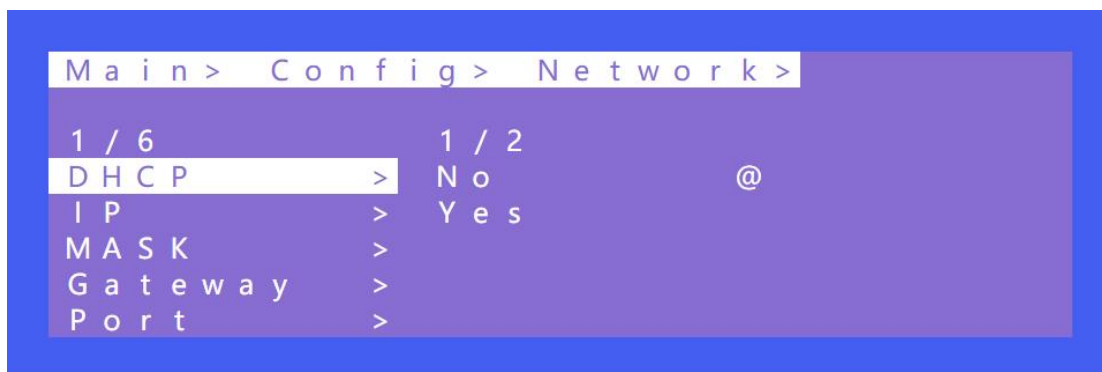 Main> Config> Network>
1/6 1/2
DHCP > No @
IP > Yes
MASK >
Gateway >
Port >